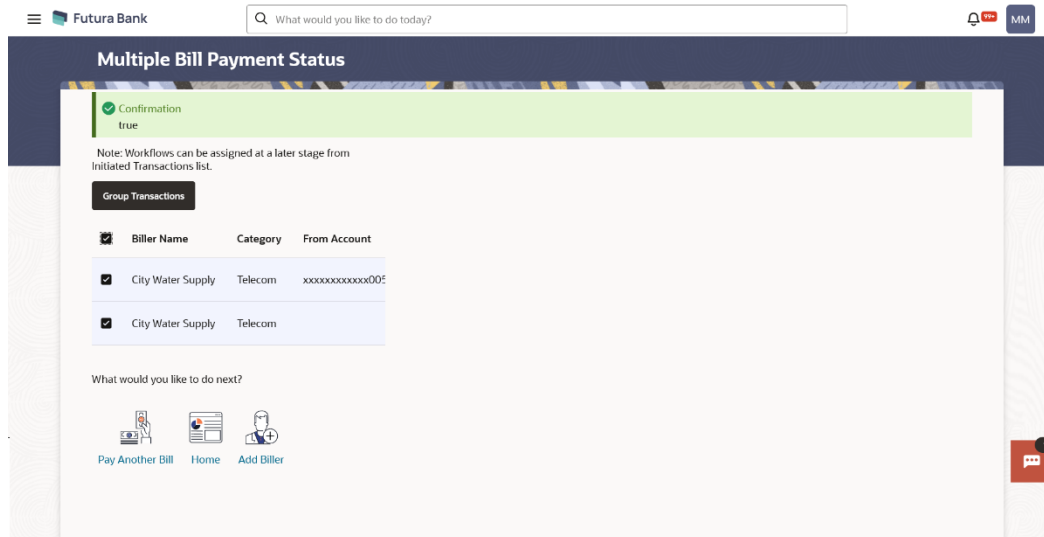 Futura Bank
What would you like to do today?
99+
MM
Multiple Bill Payment Status
Confirmation
true
Note: Workflows can be assigned at a later stage from
Initiated Transactions list.
Group Transactions
Biller Name Category From Account
City Water Supply Telecom xxxxxxxxxxxx005
City Water Supply Telecom
What would you like to do next?
Pay Another Bill Home Add Biller